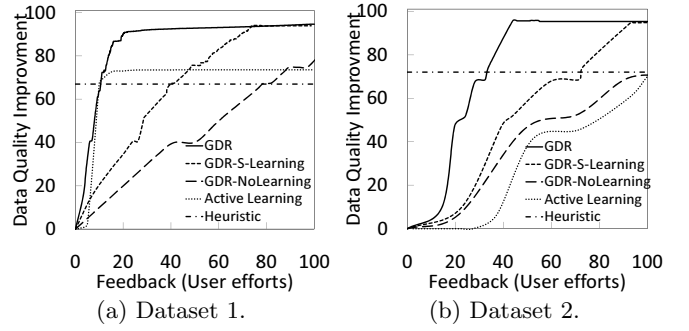 Data Quality Improvment
100
80
60
40
20
0
GDR
GDR-S-Learning
GDR-NoLearning
Active Learning
Heuristic
0 20 40 60 80 100
Feedback (User efforts)
(a) Dataset 1.
Data Quality Improvment
100
80
60
40
20
0
GDR
GDR-S-Learning
GDR-NoLearning
Active Learning
Heuristic
0 20 40 60 80 100
Feedback (User efforts)
(b) Dataset 2.